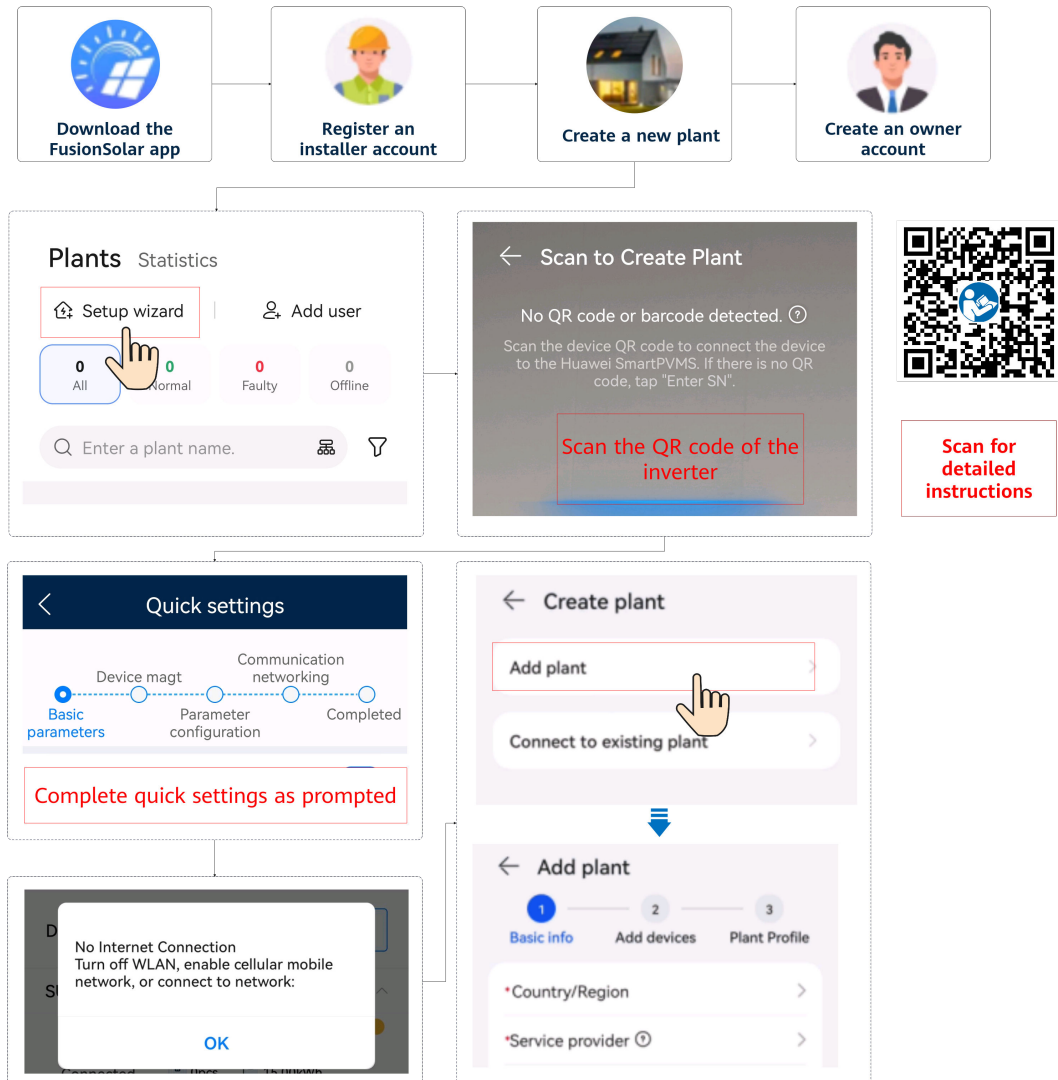 Download the
FusionSolar app
Register an
installer account
Create a new plant
Create an owner
account
Plants Statistics
Setup wizard
Add user
0
All
0
Normal
0
Faulty
0
Offline
Enter a plant name.
Scan to Create Plant
No QR code or barcode detected. ?
Scan the device QR code to connect the device
to the Huawei SmartPVMS. If there is no QR
code, tap "Enter SN".
Scan the QR code of the
inverter
Scan for
detailed
instructions
Quick settings
Basic
parameters
Device magt
Parameter
configuration
Communication
networking
Completed
Complete quick settings as prompted
No Internet Connection
Turn off WLAN, enable cellular mobile
network, or connect to network:
OK
Create plant
Add plant
Connect to existing plant
Add plant
1
Basic info
2
Add devices
3
Plant Profile
*Country/Region
*Service provider ?